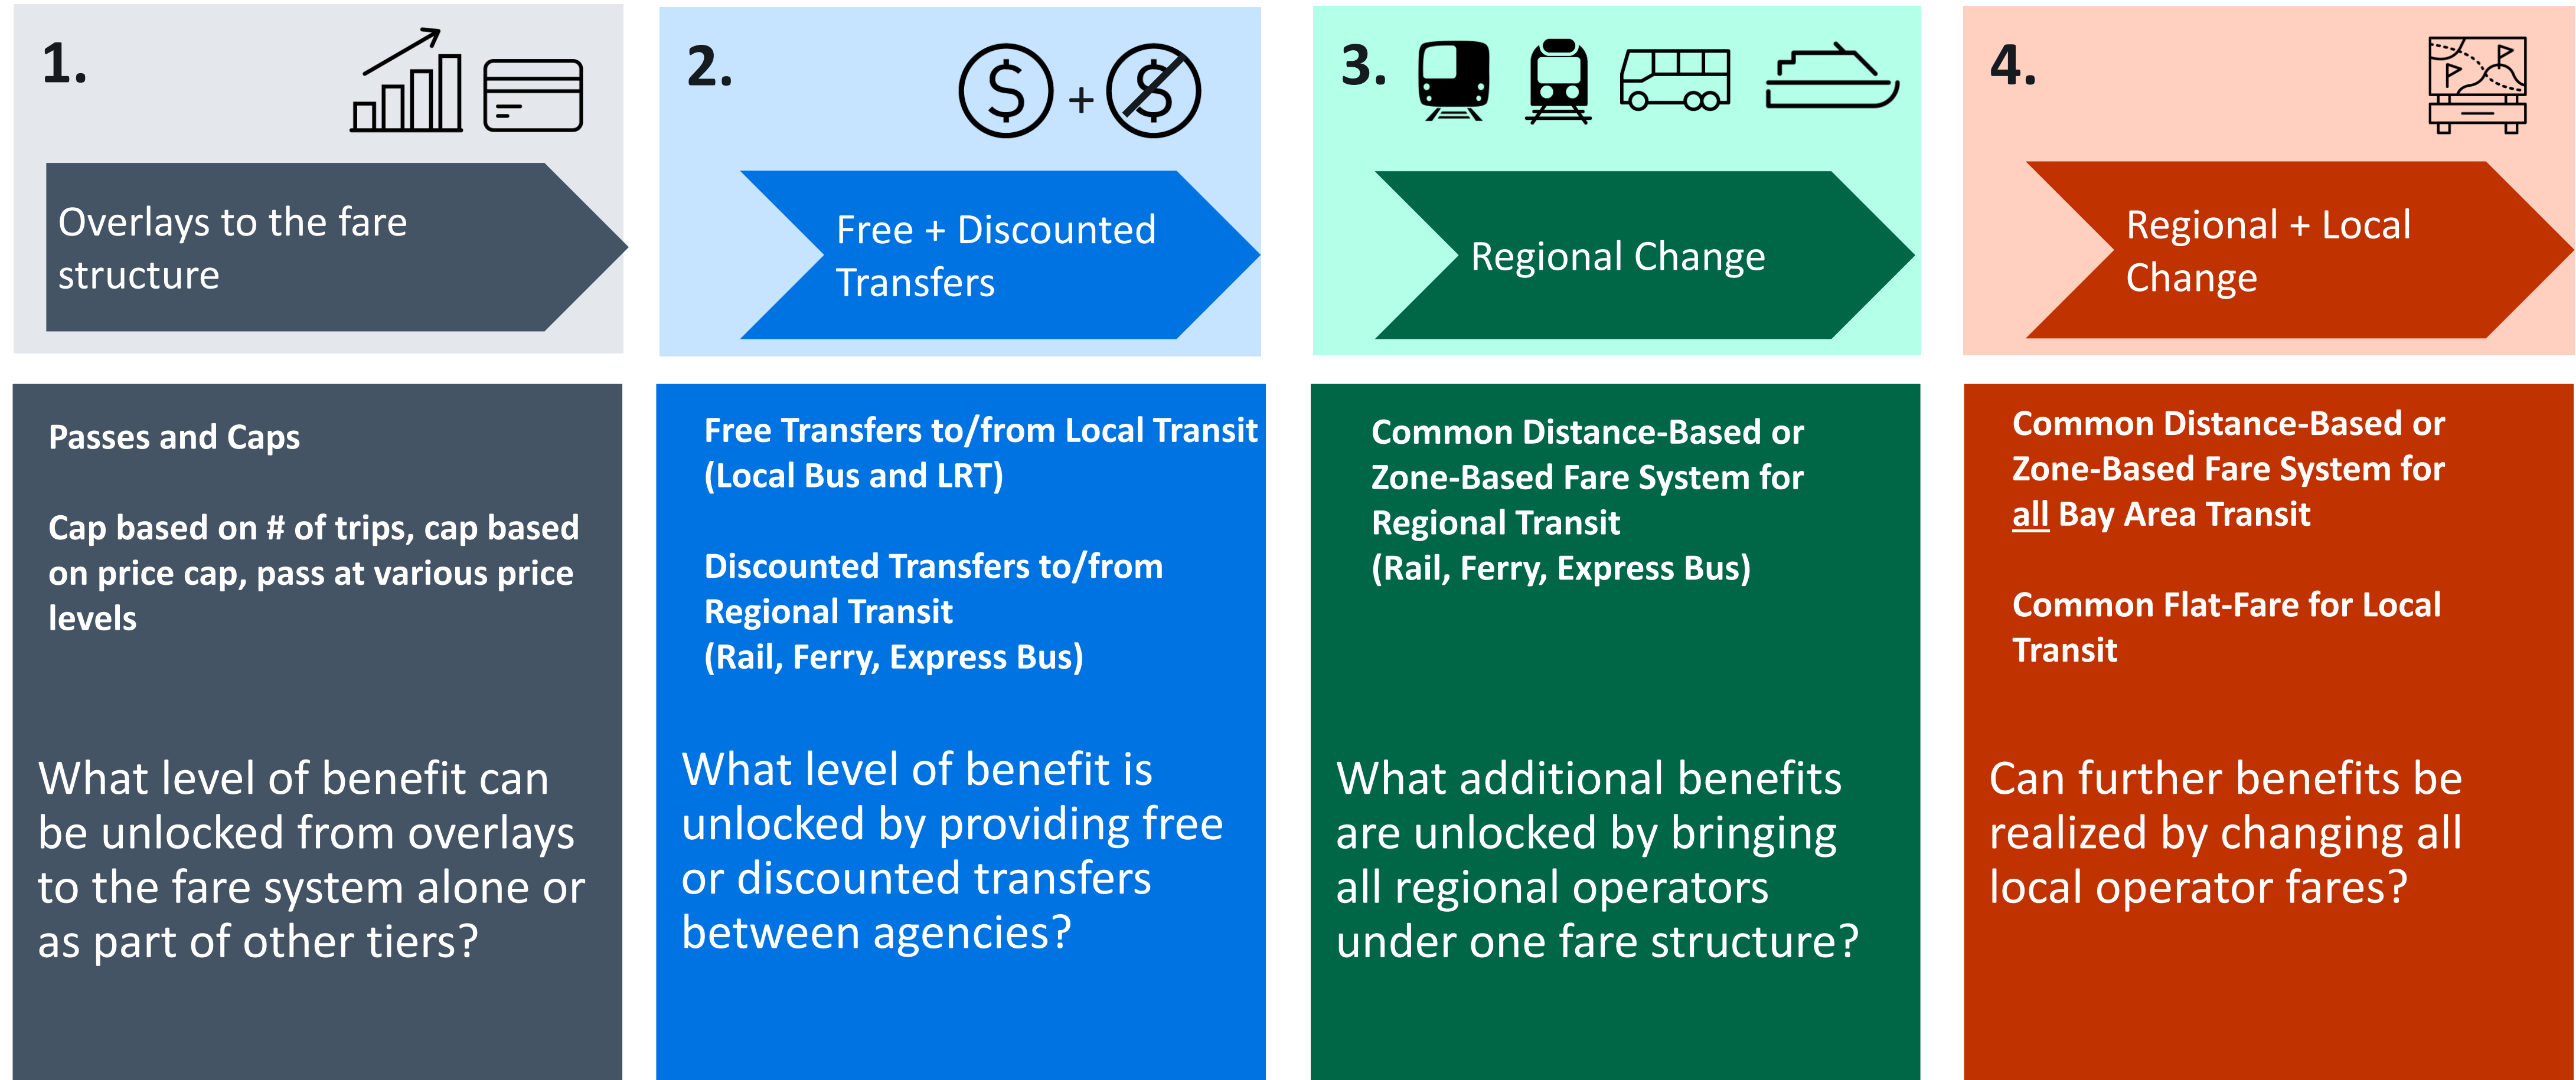 1.
Overlays to the fare
structure
Passes and Caps
Cap based on # of trips, cap based
on price cap, pass at various price
levels
What level of benefit can
be unlocked from overlays
to the fare system alone or
as part of other tiers?
2.
$ + $
Free + Discounted
Transfers
Free Transfers to/from Local Transit
(Local Bus and LRT)
Discounted Transfers to/from
Regional Transit
(Rail, Ferry, Express Bus)
What level of benefit is
unlocked by providing free
or discounted transfers
between agencies?
3.
Regional Change
Common Distance-Based or
Zone-Based Fare System for
Regional Transit
(Rail, Ferry, Express Bus)
What additional benefits
are unlocked by bringing
all regional operators
under one fare structure?
4.
Regional + Local
Change
Common Distance-Based or
Zone-Based Fare System for
all Bay Area Transit
Common Flat-Fare for Local
Transit
Can further benefits be
realized by changing all
local operator fares?